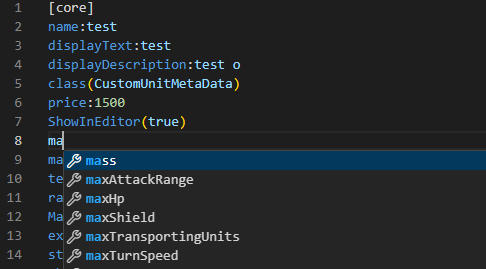 1 [core]
2 name:test
3 displayText:test
4 displayDescription:test o
5 class(CustomUnitMetaData)
6 price:1500
7 ShowInEditor(true)
8 ma
9 ma mass
10 te maxAttackRange
11 ra maxHp
12 Ma maxShield
13 ex maxTransportingUnits
14 st maxTurnSpeed